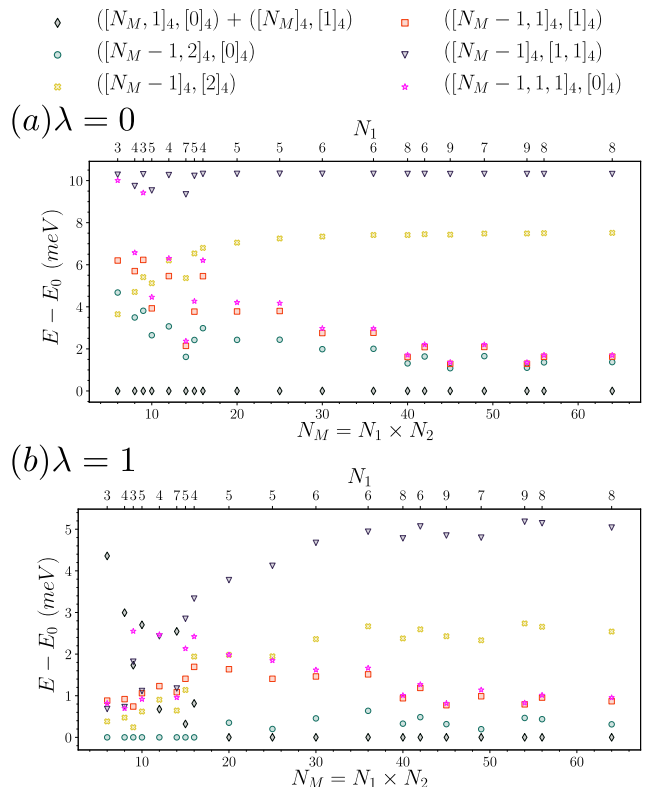 ([N_M, 1]_4, [0]_4) + ([N_M]_4, [1]_4) ([N_M − 1, 1]_4, [1]_4)
([N_M − 1, 2]_4, [0]_4) ([N_M − 1]_4, [1, 1]_4)
([N_M − 1]_4, [2]_4) ([N_M − 1, 1, 1]_4, [0]_4)
(a)λ = 0
N_1
3 4 3 5 4 7 5 4 5 5 6 6 8 6 9 7 9 8 8
10
8
6
4
2
0
E − E_0 (meV)
10 20 30 40 50 60
N_M = N_1 × N_2
(b)λ = 1
N_1
3 4 3 5 4 7 5 4 5 5 6 6 8 6 9 7 9 8 8
5
4
3
2
1
0
E − E_0 (meV)
10 20 30 40 50 60
N_M = N_1 × N_2